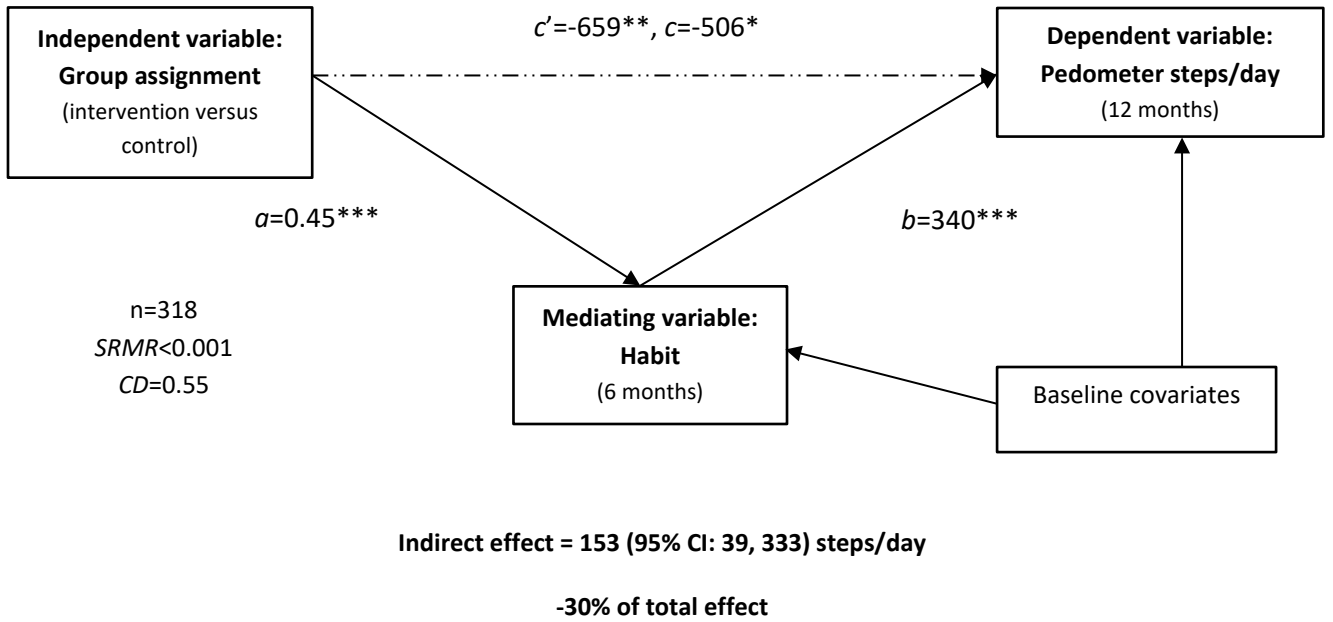 Independent variable:
Group assignment
(intervention versus
control)
c’=-659**, c=-506*
Dependent variable:
Pedometer steps/day
(12 months)
a=0.45***
b=340***
n=318
SRMR<0.001
CD=0.55
Mediating variable:
Habit
(6 months)
Baseline covariates
Indirect effect = 153 (95% CI: 39, 333) steps/day
-30% of total effect